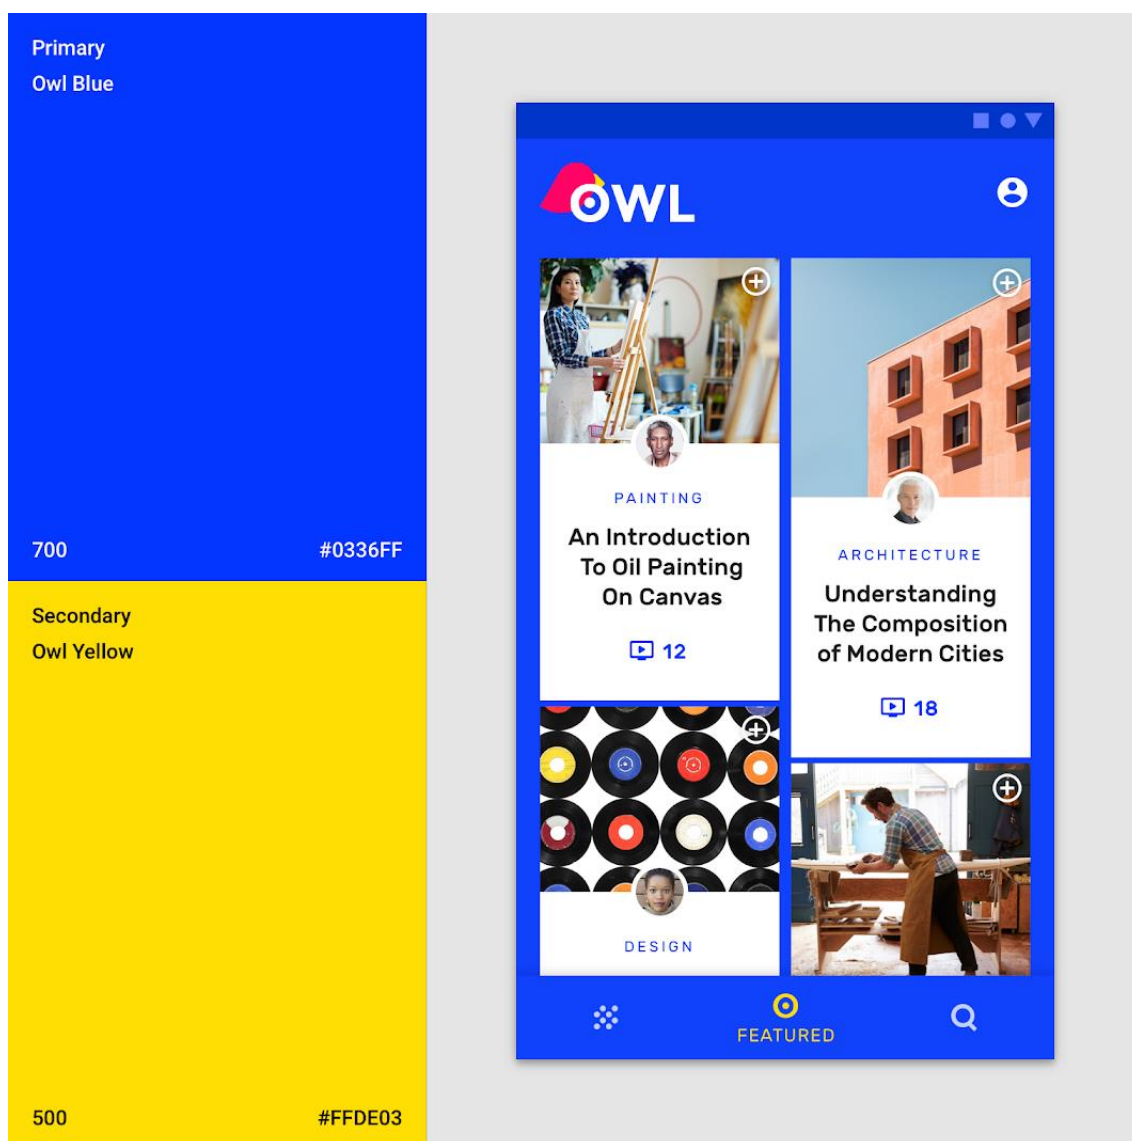 Primary
Owl Blue
700 #0336FF
Secondary
Owl Yellow
500 #FFDE03
OWL
PAINTING
An Introduction
To Oil Painting
On Canvas
12
ARCHITECTURE
Understanding
The Composition
of Modern Cities
18
DESIGN
FEATURED